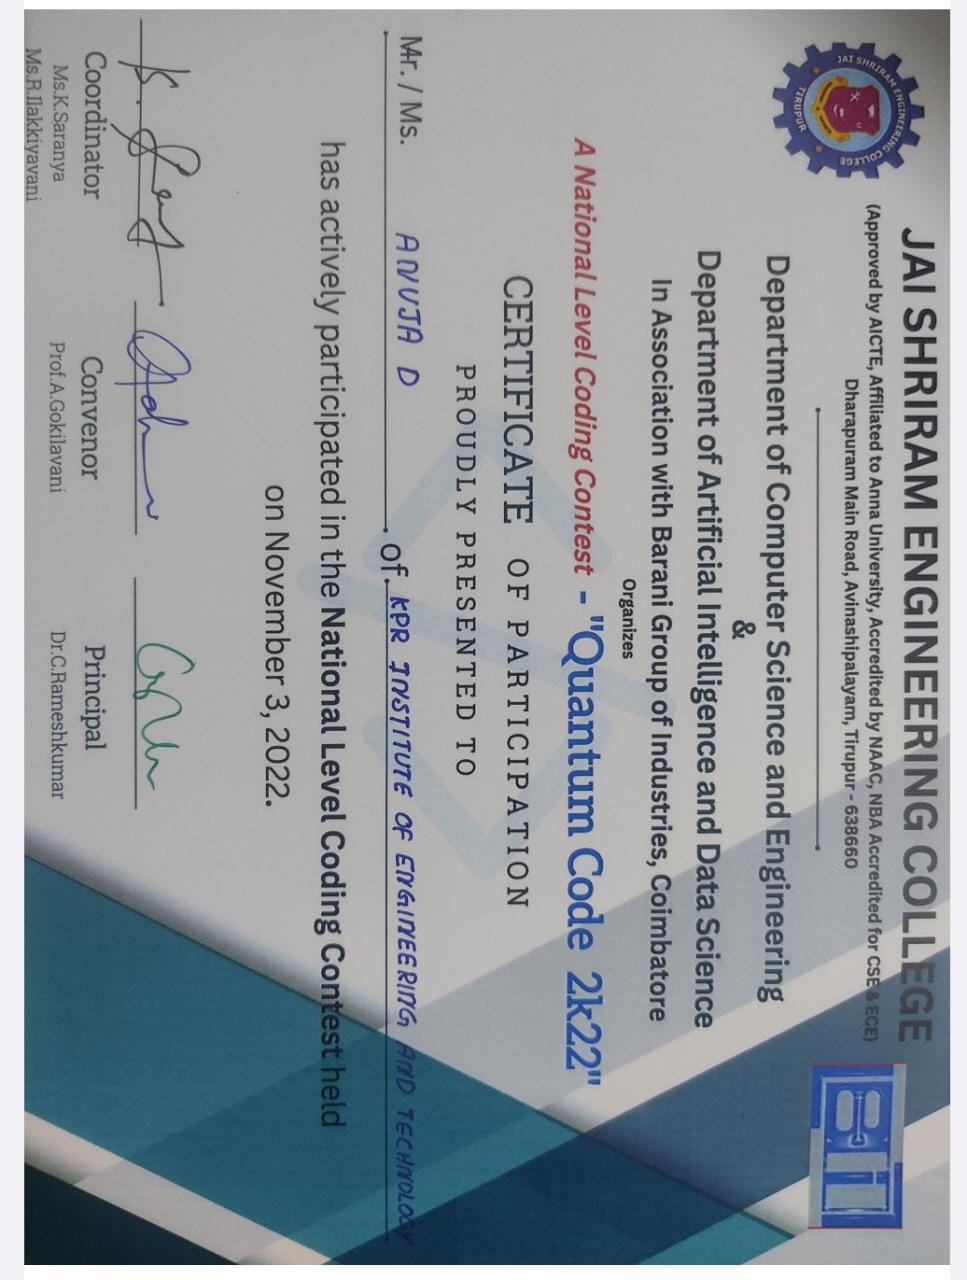 JAI SHRIRAM ENGINEERING COLLEGE
(Approved by AICTE, Affiliated to Anna University, Accredited by NAAC, NBA Accredited for CSE & ECE)
Dharapuram Main Road, Avinashipalayam, Tirupur - 638660
JAI SHRIRAM ENGINEERING COLLEGE
TIRUPUR
Department of Computer Science and Engineering
&
Department of Artificial Intelligence and Data Science
In Association with Barani Group of Industries, Coimbatore
Organizes
A National Level Coding Contest - "Quantum Code 2k22"
CERTIFICATE OF PARTICIPATION
PROUDLY PRESENTED TO
Mr. / Ms. ANUJA D of. KPR INSTITUTE OF ENGINEERING AND TECHNOLOGY
has actively participated in the National Level Coding Contest held
on November 3, 2022.
Coordinator Convenor Principal
Ms.K.Saranya Prof.A.Gokilavani Dr.C.Rameshkumar
Ms.R.Ilakkiyavani